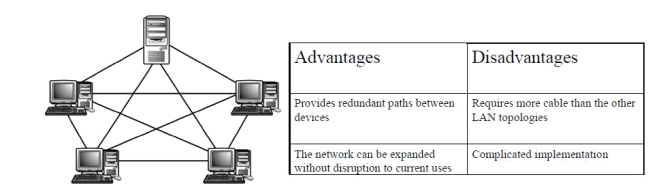 Advantages
Disadvantages
Provides redundant paths between
devices
Requires more cable than the other
LAN topologies
The network can be expanded
without disruption to current uses
Complicated implementation